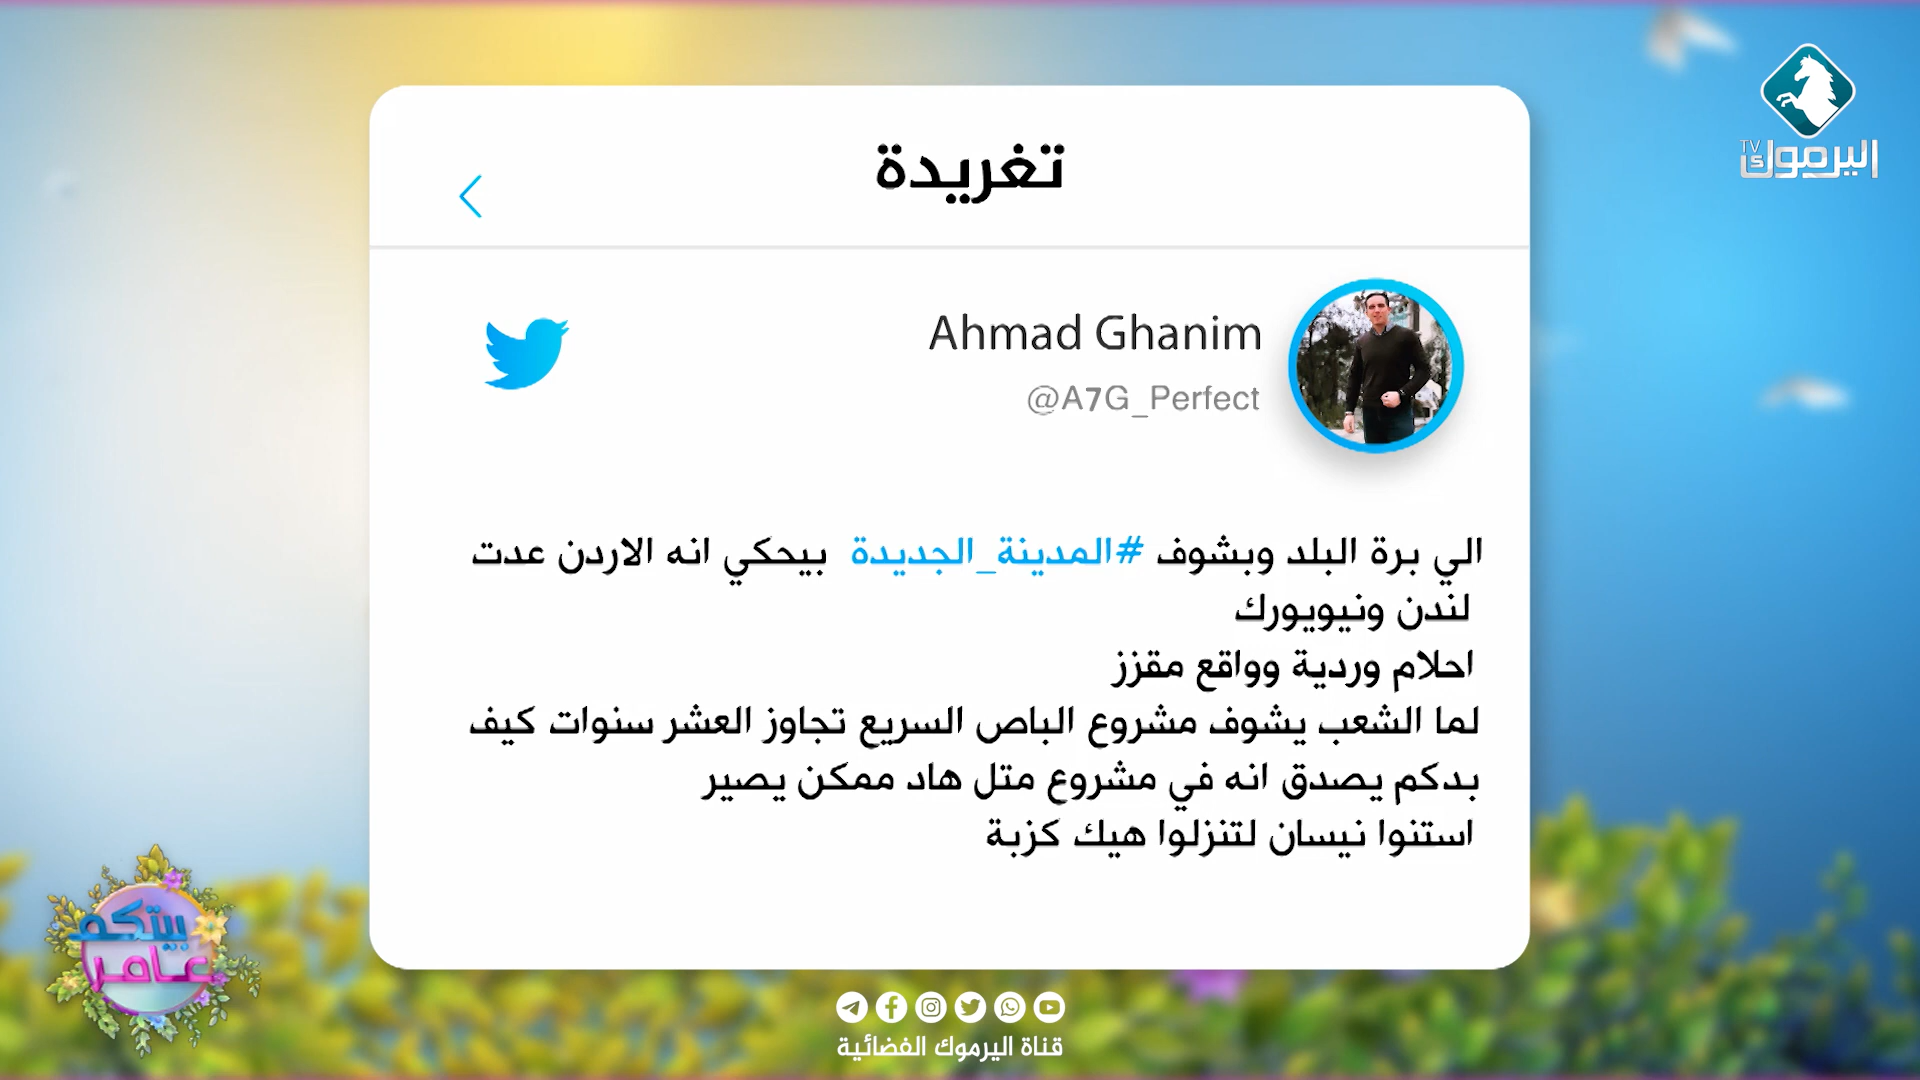 تغريدة
اليرموك
TV
Ahmad Ghanim
@A7G_Perfect
الي برة البلد وبشوف #المدينة_الجديدة بيحكي انه الاردن عدت
لندن ونيويورك
احلام وردية وواقع مقزز
لما الشعب يشوف مشروع الباص السريع تجاوز العشر سنوات كيف
بدكم يصدق انه في مشروع متل هاد ممكن يصير
استنوا نيسان لتنزلوا هيك كزبة
بيتكم
عامر
قناة اليرموك الفضائية